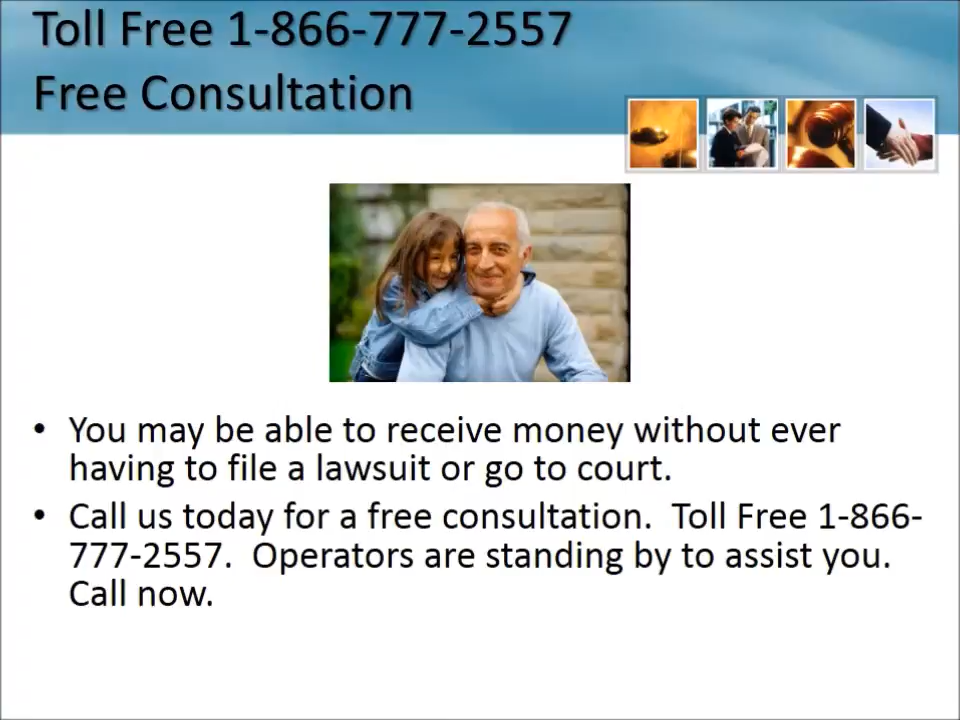 Toll Free 1-866-777-2557
Free Consultation
• You may be able to receive money without ever
having to file a lawsuit or go to court.
• Call us today for a free consultation.  Toll Free 1-866-
777-2557.  Operators are standing by to assist you.
Call now.